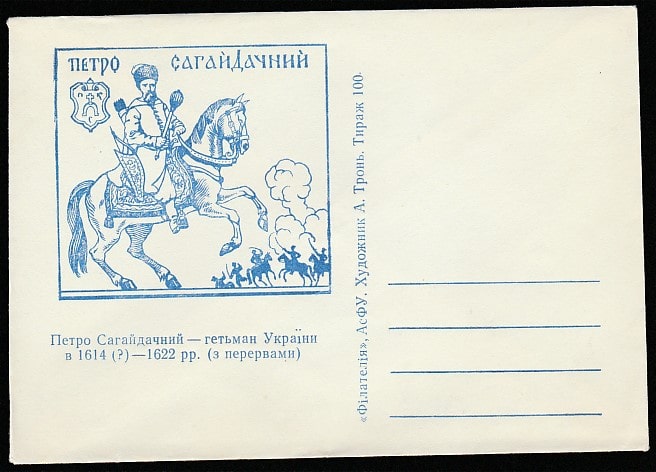 ПЕТРО САГАЙДАЧНИЙ
Петро Сагайдачний — гетьман України
в 1614 (?)—1622 рр. (з перервами)
«Філателія», АсФУ. Художник А. Тронь. Тираж 100